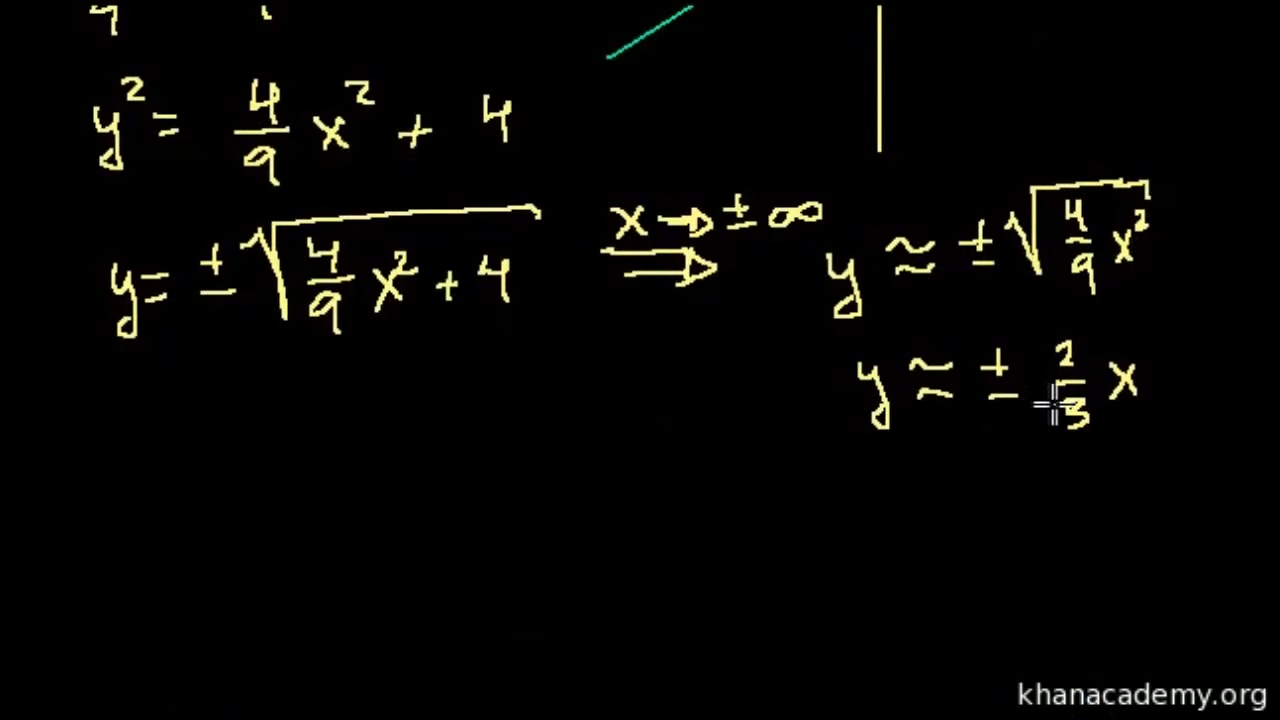 y² = 4/9 x² + 4
y = ± √(4/9 x² + 4) x → ± ∞ ⇒ y ≈ ± √(4/9 x²)
y ≈ ± 2/3 x
khanacademy.org